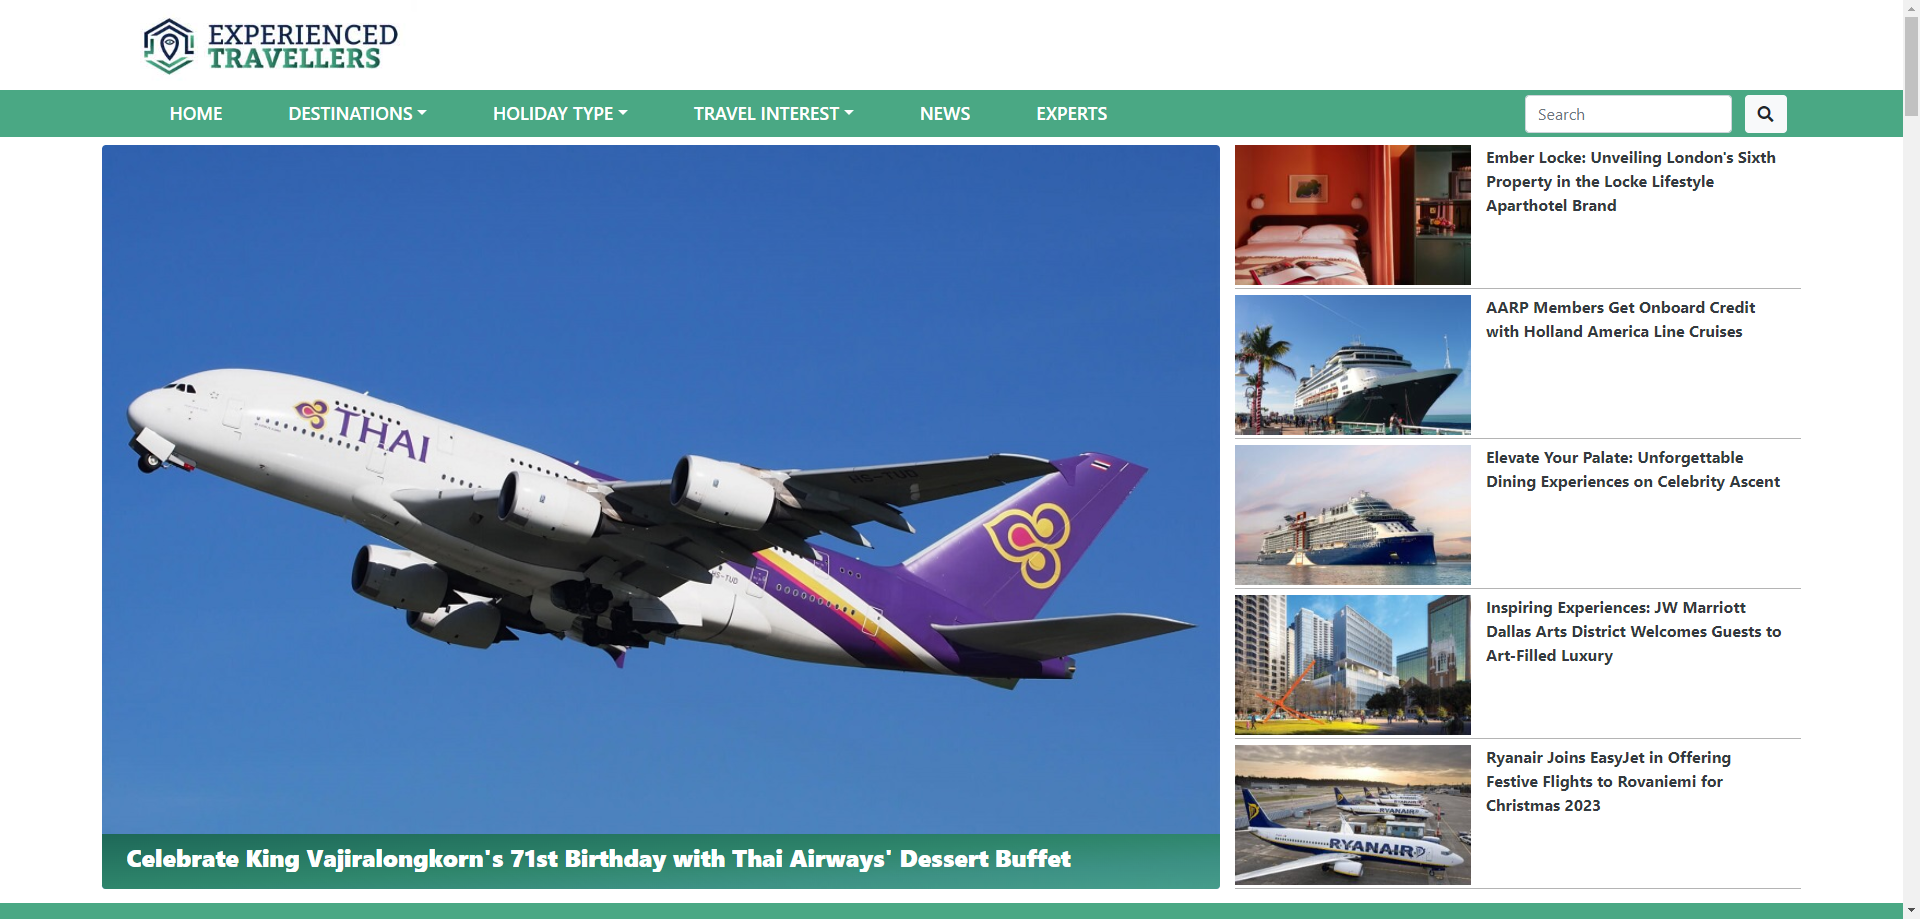 EXPERIENCED
TRAVELLERS
HOME DESTINATIONS HOLIDAY TYPE TRAVEL INTEREST NEWS EXPERTS Search
THAI
HS-TUD
HS-TUD
Celebrate King Vajiralongkorn's 71st Birthday with Thai Airways' Dessert Buffet
Ember Locke: Unveiling London's Sixth
Property in the Locke Lifestyle
Aparthotel Brand
AARP Members Get Onboard Credit
with Holland America Line Cruises
Elevate Your Palate: Unforgettable
Dining Experiences on Celebrity Ascent
Inspiring Experiences: JW Marriott
Dallas Arts District Welcomes Guests to
Art-Filled Luxury
RYANAIR
RYANAIR
Ryanair Joins EasyJet in Offering
Festive Flights to Rovaniemi for
Christmas 2023